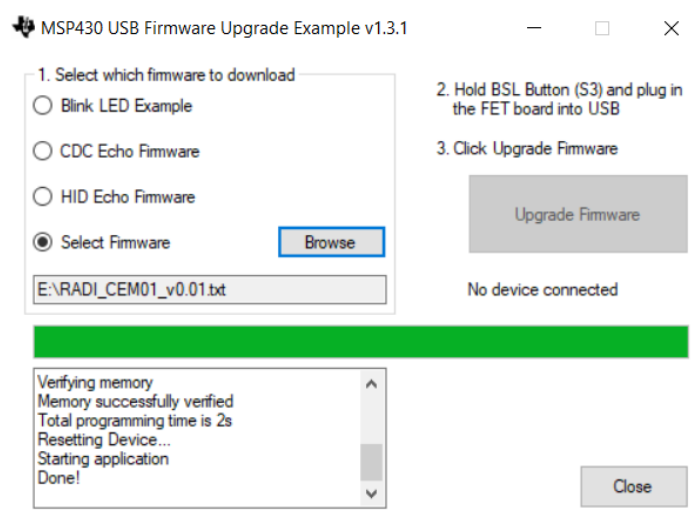 MSP430 USB Firmware Upgrade Example v1.3.1
1. Select which firmware to download
Blink LED Example
CDC Echo Firmware
HID Echo Firmware
Select Firmware
Browse
E:\RADI_CEM01_v0.01.txt
2. Hold BSL Button (S3) and plug in
the FET board into USB
3. Click Upgrade Firmware
Upgrade Firmware
No device connected
Verifying memory
Memory successfully verified
Total programming time is 2s
Resetting Device...
Starting application
Done!
Close